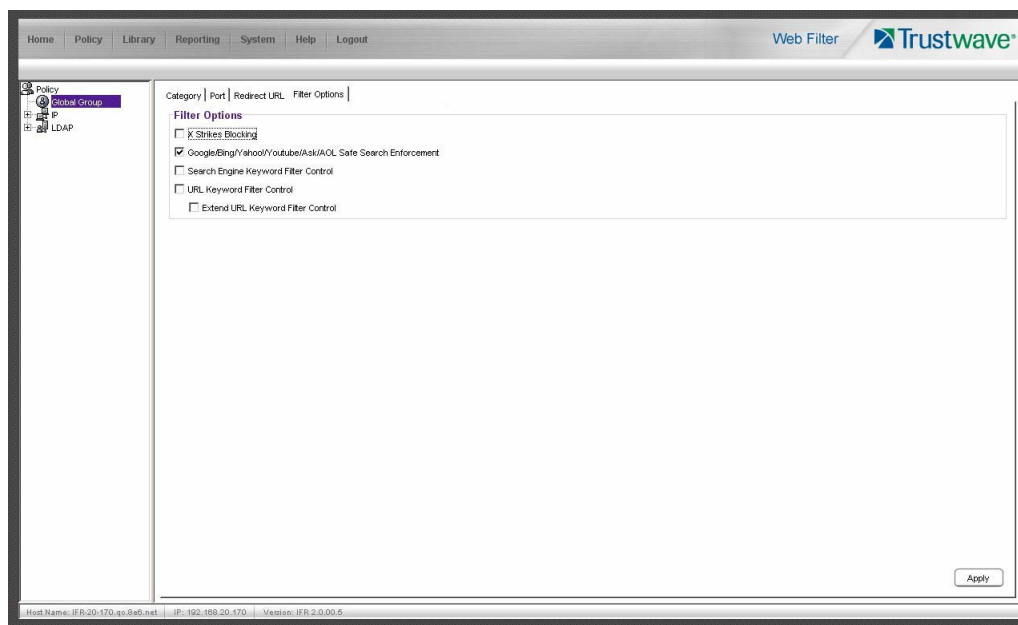 Home Policy Library Reporting System Help Logout
Web Filter
Trustwave®
Policy
Global Group
IP
LDAP
Category Port Redirect URL Filter Options
Filter Options
X Strikes Blocking
Google/Bing/Yahoo!/Youtube/Ask/AOL Safe Search Enforcement
Search Engine Keyword Filter Control
URL Keyword Filter Control
Extend URL Keyword Filter Control
Apply
Host Name: IFR-20-170.qc.8e6.net IP: 192.168.20.170 Version: IFR 2.0.00.5